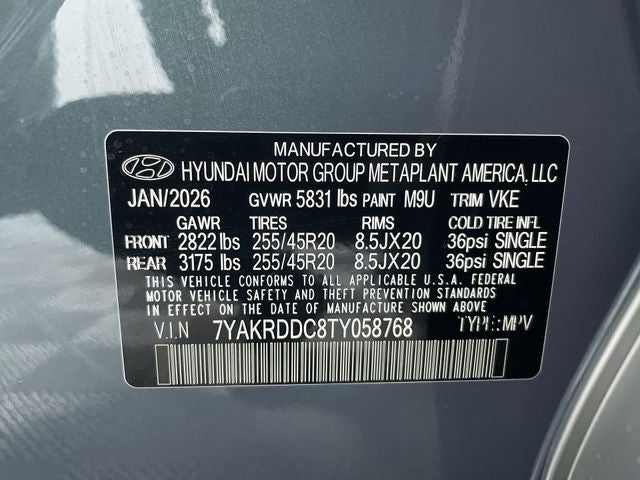 MANUFACTURED BY
HYUNDAI MOTOR GROUP METAPLANT AMERICA, LLC
JAN/2026 GVWR 5831 lbs PAINT M9U TRIM VKE
GAWR TIRES RIMS COLD TIRE INFL
FRONT 2822 lbs 255/45R20 8.5JX20 36psi SINGLE
REAR 3175 lbs 255/45R20 8.5JX20 36psi SINGLE
THIS VEHICLE CONFORMS TO ALL APPLICABLE U.S.A. FEDERAL
MOTOR VEHICLE SAFETY AND THEFT PREVENTION STANDARDS
IN EFFECT ON THE DATE OF MANUFACTURE SHOWN ABOVE.
V.I.N 7YAKRDDC8TY058768 TYPE:MPV